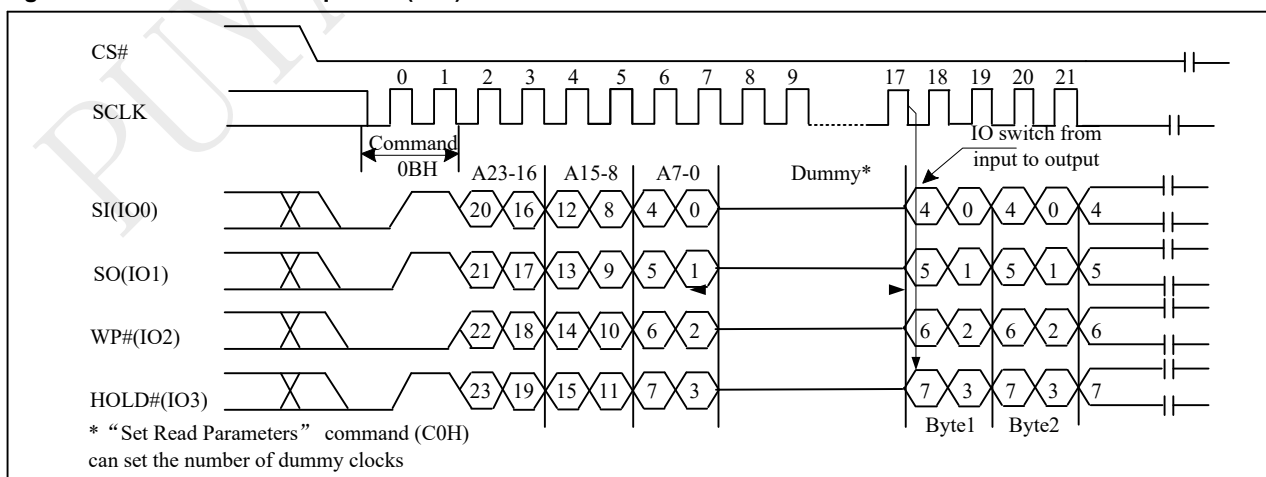 PUYA
CS#
0 1 2 3 4 5 6 7 8 9 17 18 19 20 21
SCLK
Command
0BH
IO switch from
input to output
A23-16 A15-8 A7-0 Dummy*
SI(IO0) 20 16 12 8 4 0 4 0 4 0 4
SO(IO1) 21 17 13 9 5 1 5 1 5 1 5
WP#(IO2) 22 18 14 10 6 2 6 2 6 2 6
HOLD#(IO3) 23 19 15 11 7 3 7 3 7 3 7
Byte1 Byte2
* “Set Read Parameters” command (C0H)
can set the number of dummy clocks